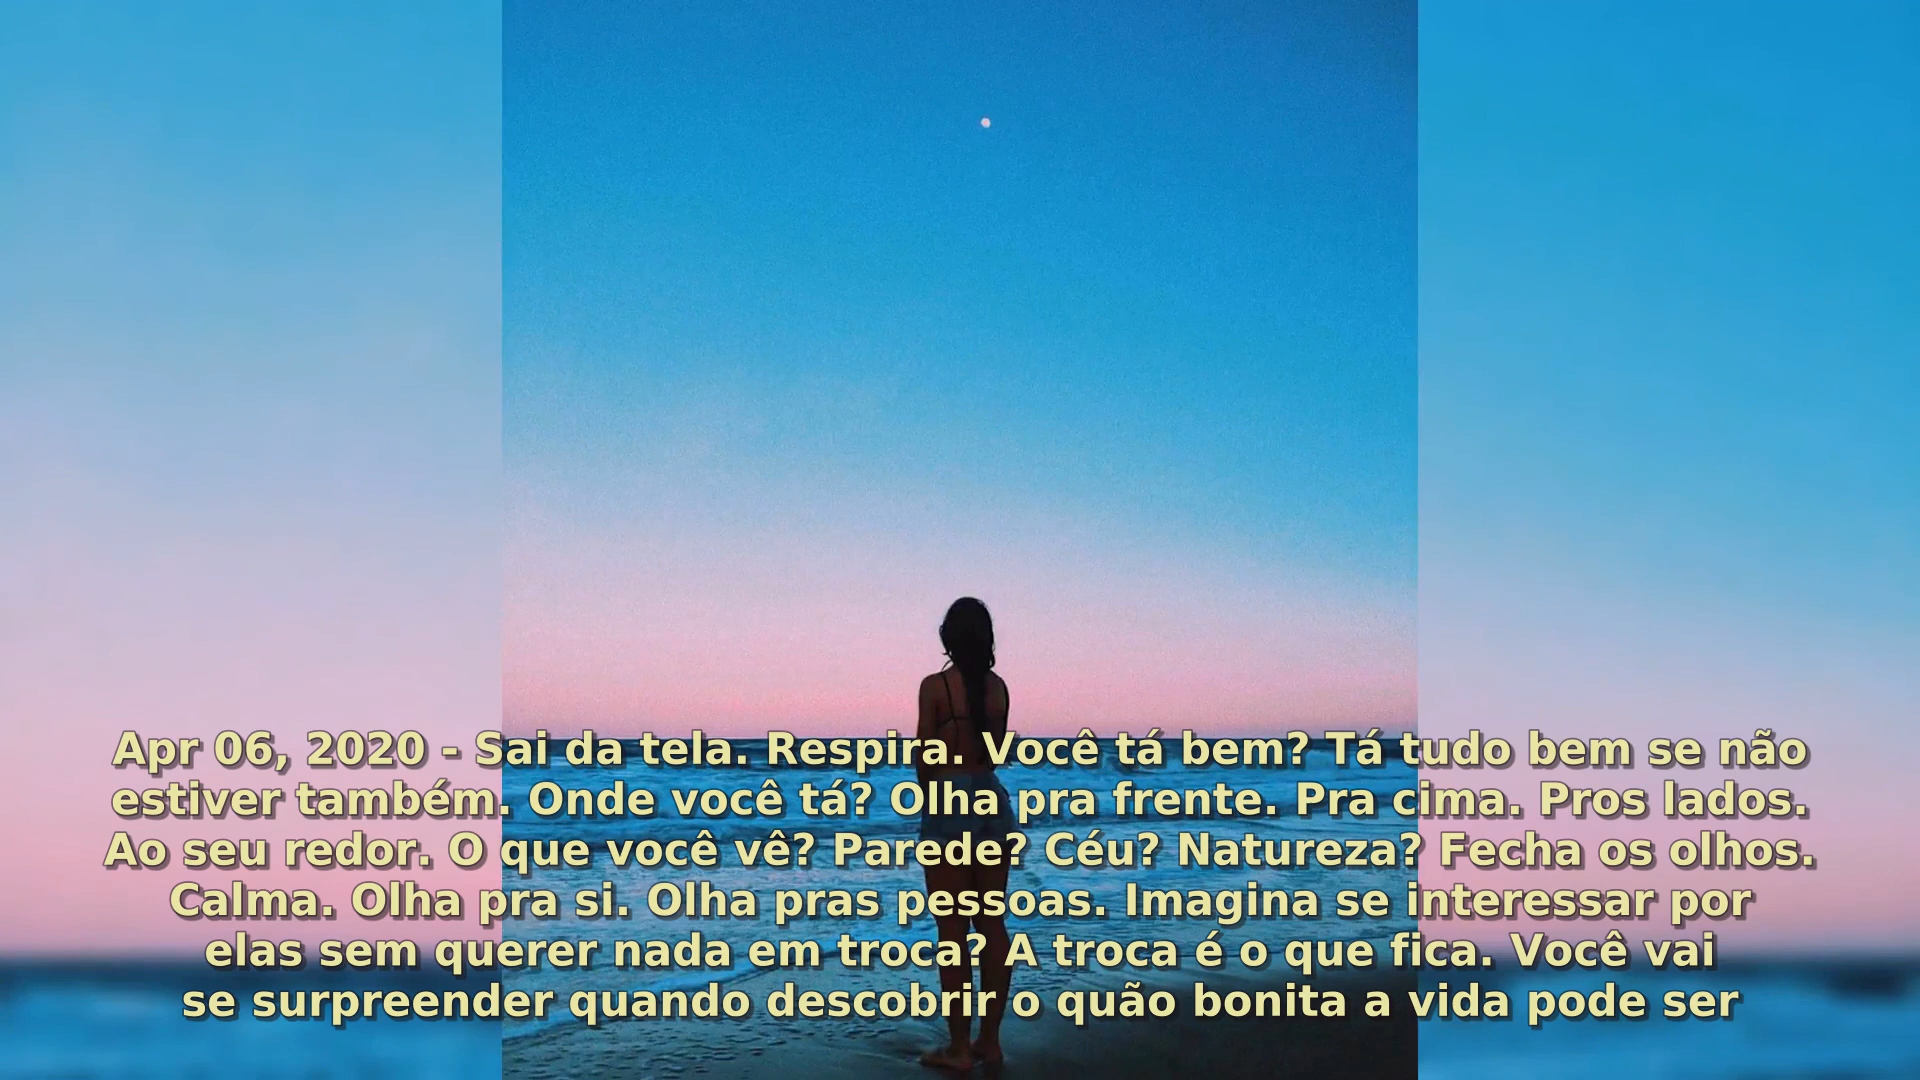 Apr 06, 2020 - Sai da tela. Respira. Você tá bem? Tá tudo bem se não
estiver também. Onde você tá? Olha pra frente. Pra cima. Pros lados.
Ao seu redor. O que você vê? Parede? Céu? Natureza? Fecha os olhos.
Calma. Olha pra si. Olha pras pessoas. Imagina se interessar por
elas sem querer nada em troca? A troca é o que fica. Você vai
se surpreender quando descobrir o quão bonita a vida pode ser